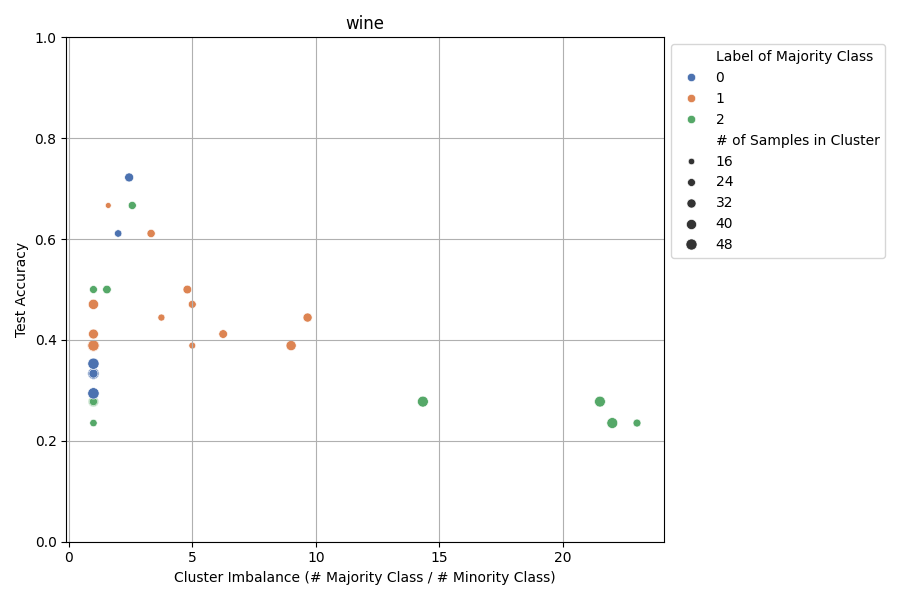 wine
Test Accuracy
1.0
0.8
0.6
0.4
0.2
0.0
0 5 10 15 20
Cluster Imbalance (# Majority Class / # Minority Class)
Label of Majority Class
0
1
2
# of Samples in Cluster
16
24
32
40
48